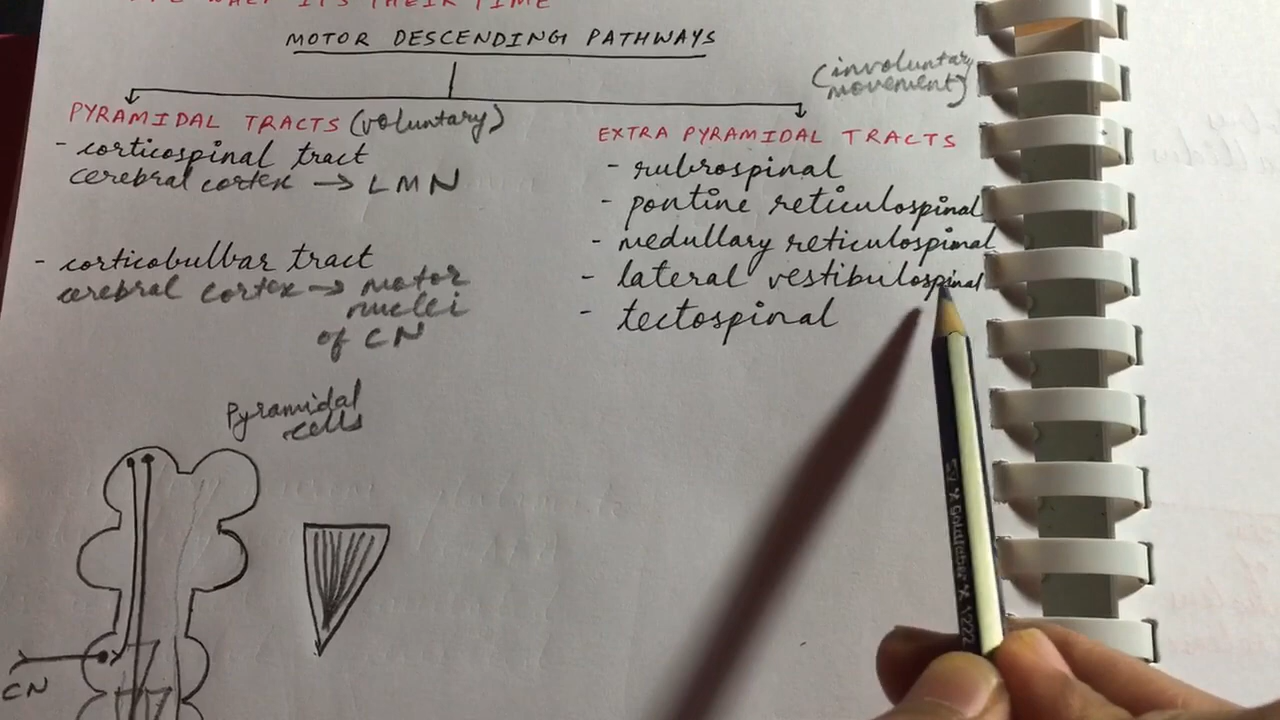 MOTOR DESCENDING PATHWAYS
PYRAMIDAL TRACTS (voluntary)
- corticospinal tract
cerebral cortex → LMN
- corticobulbar tract
cerebral cortex → motor
nuclei
of CN
(involuntary
movement)
EXTRA PYRAMIDAL TRACTS
- rubrospinal
- pontine reticulospinal
- medullary reticulospinal
- lateral vestibulospinal
- tectospinal
Pyramidal
cells
CN